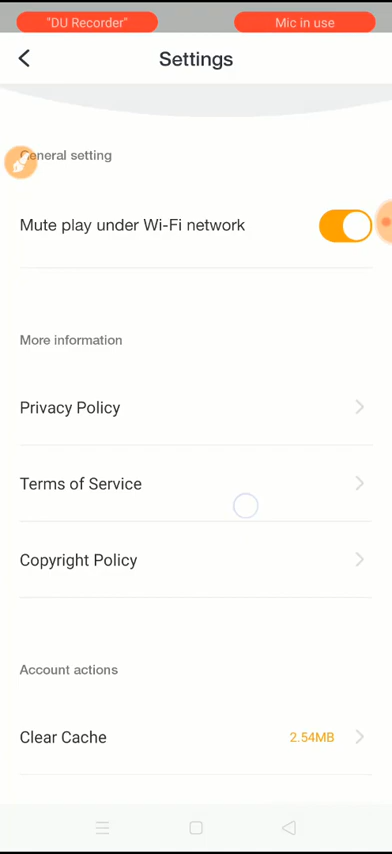 "DU Recorder"
Mic in use
Settings
General setting
Mute play under Wi-Fi network
More information
Privacy Policy
Terms of Service
Copyright Policy
Account actions
Clear Cache 2.54MB